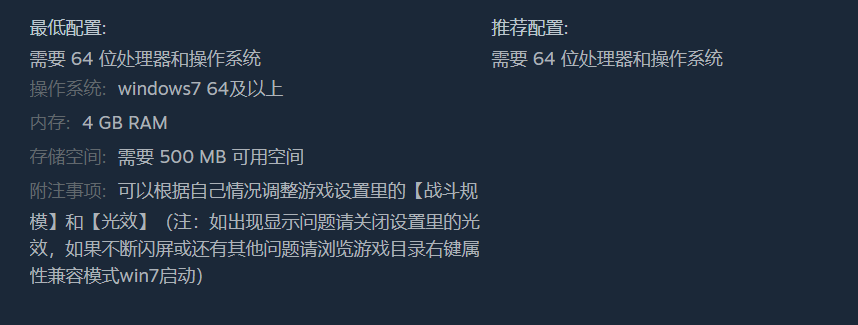 最低配置:
需要 64 位处理器和操作系统
操作系统: windows7 64及以上
内存: 4 GB RAM
存储空间: 需要 500 MB 可用空间
附注事项: 可以根据自己情况调整游戏设置里的【战斗规
模】和【光效】（注：如出现显示问题请关闭设置里的光
效，如果不断闪屏或还有其他问题请浏览游戏目录右键属
性兼容模式win7启动）
推荐配置:
需要 64 位处理器和操作系统